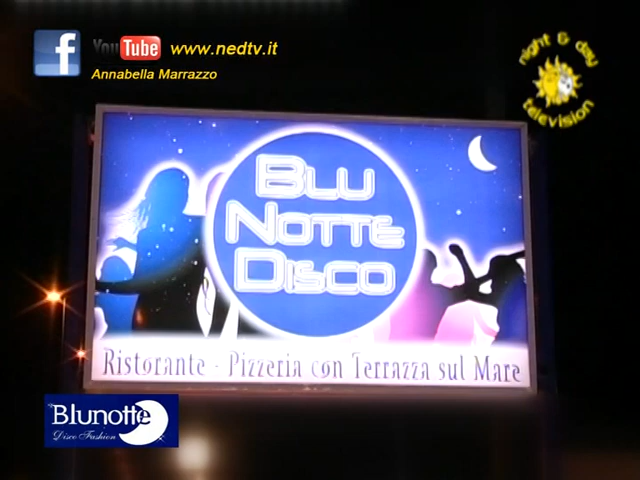 f YouTube www.nedtv.it
Annabella Marrazzo
night & day
television
BLU
NOTTE
DISCO
Ristorante - Pizzeria con Terrazza sul Mare
Blunotte
Disco Fashion